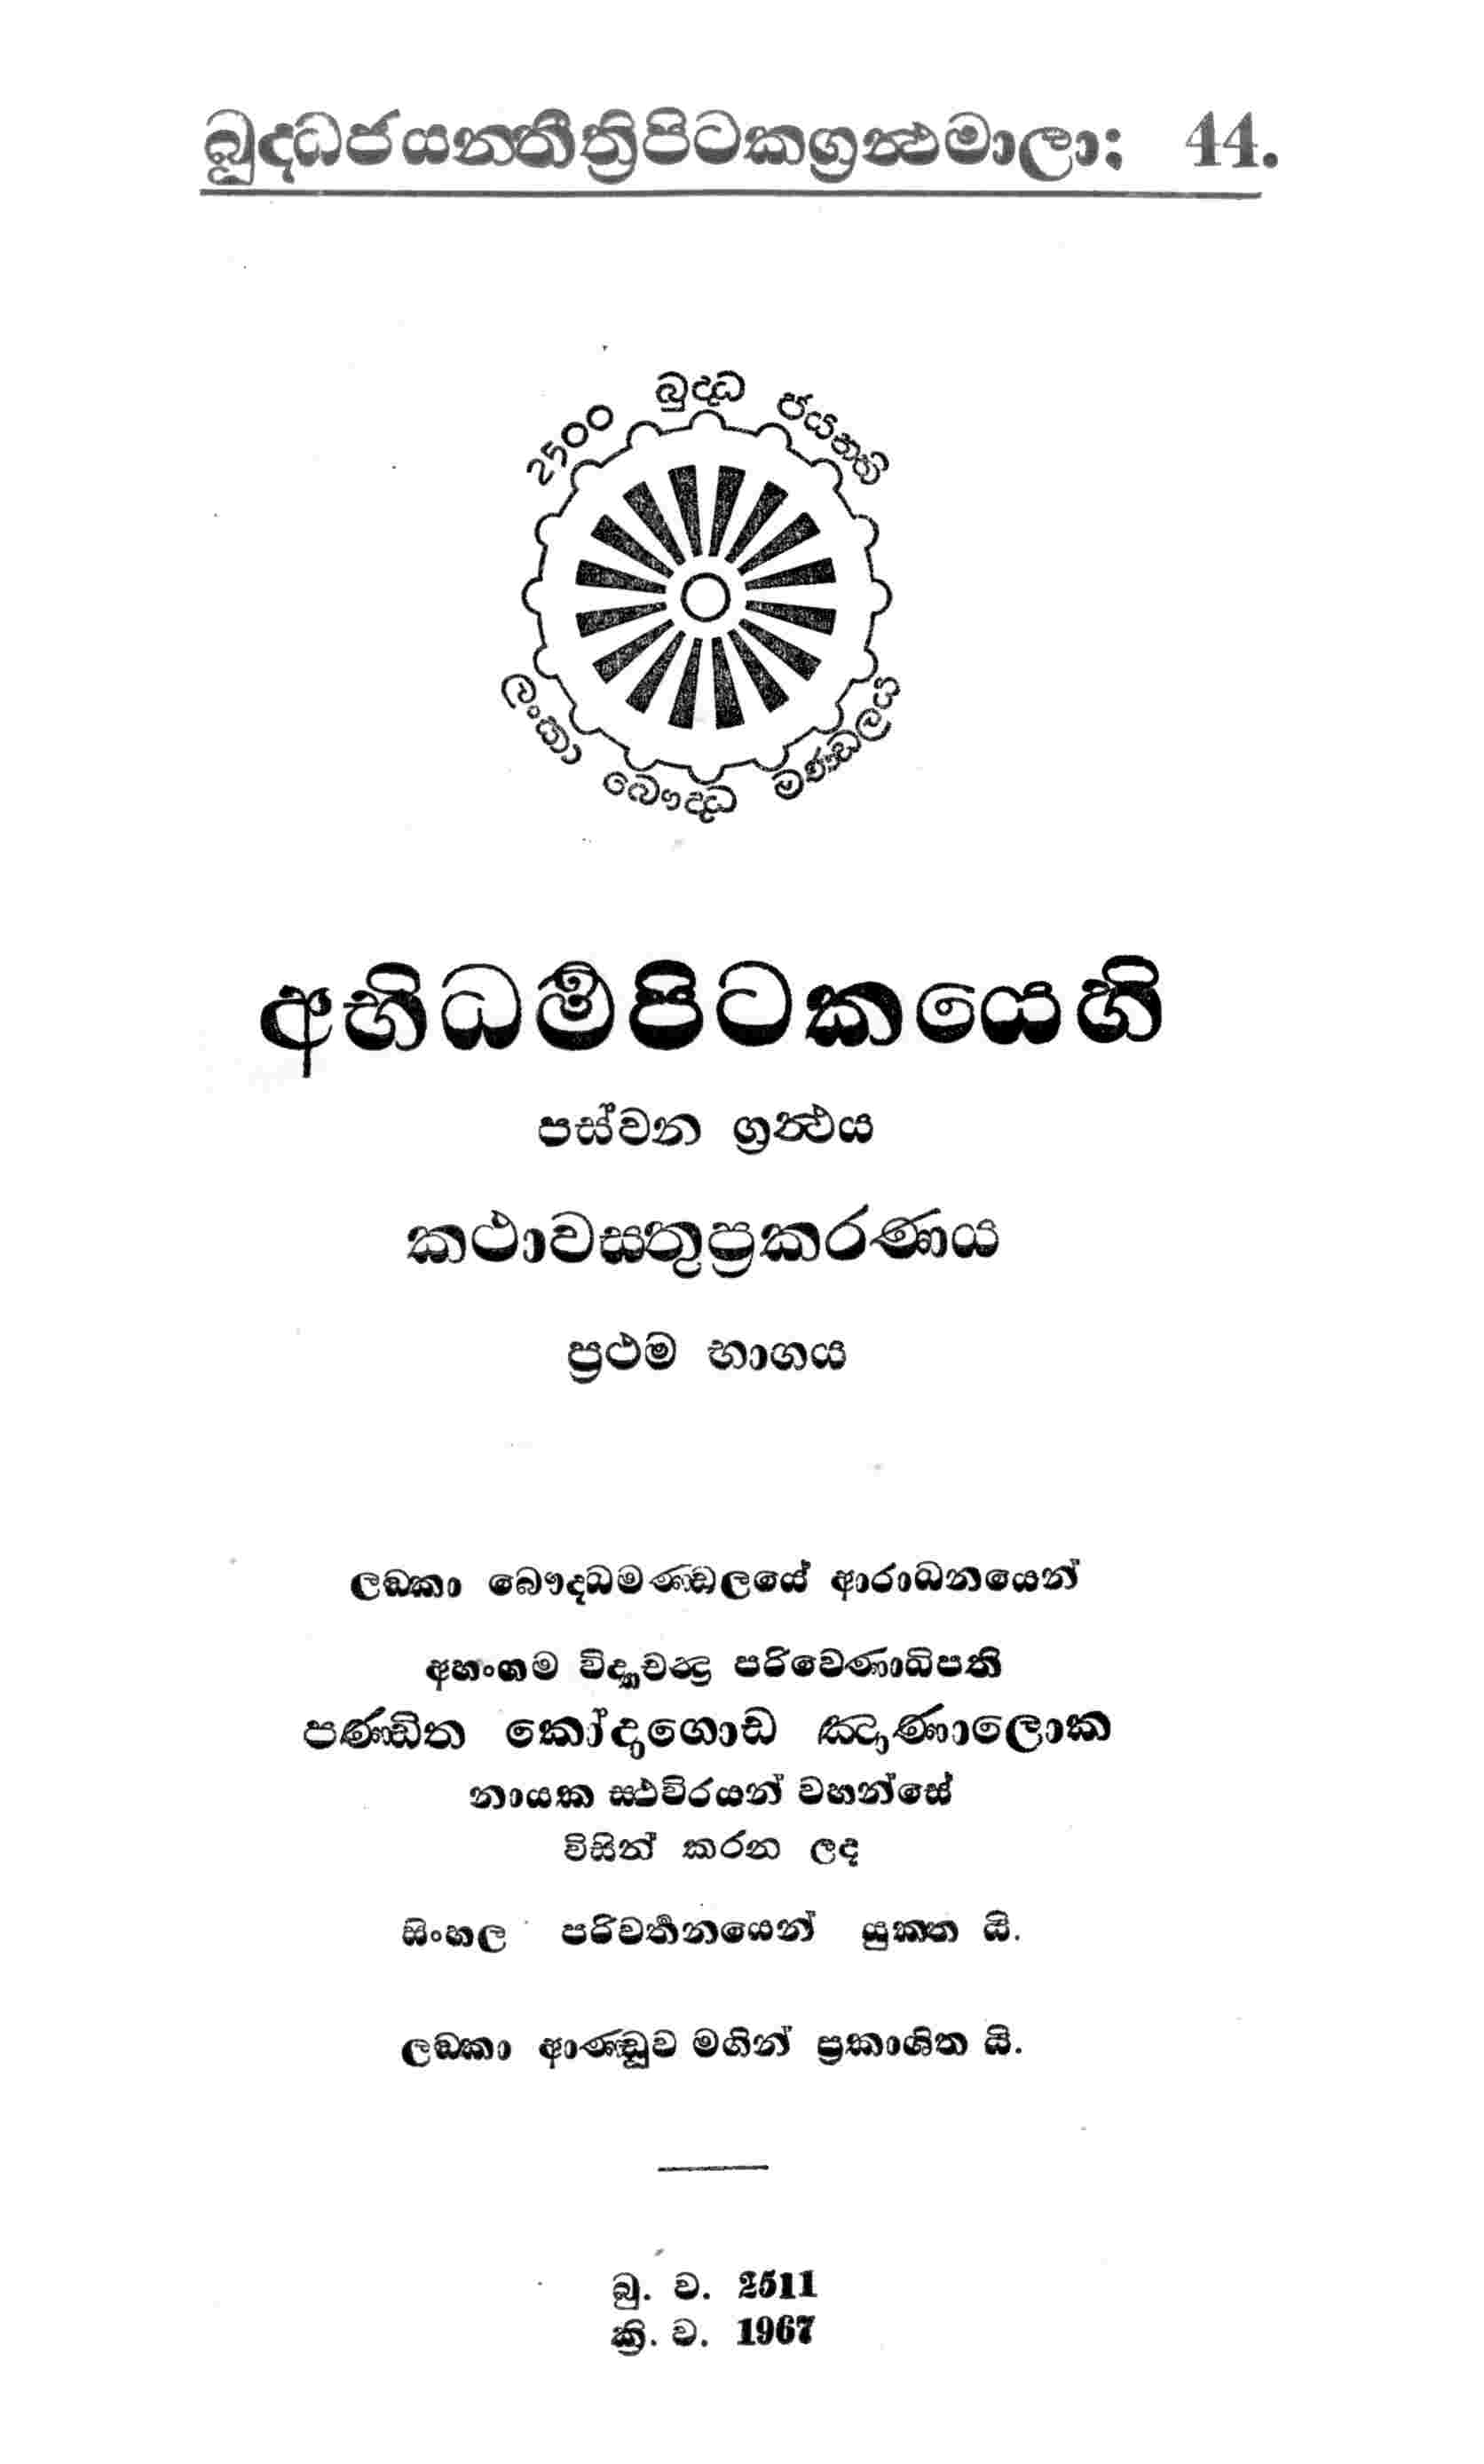 බුද්ධජයන්තිත්‍රිපිටකග්‍රන්ථමාලා; 44.
2500 බුද්ධ ජයන්ති
ලංකා බෞද්ධ මණ්ඩලය
අභිධර්‍මපිටකයෙහි
පස්වන ග්‍රන්ථය
කථාවස්තුප්‍රකරණය
ප්‍රථම භාගය
ලඞ්කා බෞද්ධමණ්ඩලයේ ආරාධනයෙන්
අහංගම විද්‍යාචන්ද්‍ර පරිවෙණාධිපති
පණ්ඩිත කෝදාගොඩ ඤාණාලොක
නායක ස්ථවිරයන් වහන්සේ
විසින් කරන ලද
සිංහල පරිවර්‍තනයෙන් යුක්ත යි.
ලඞ්කා ආණ්ඩුව මගින් ප්‍රකාශිත යි.
බු. ව. 2511
ක්‍රි. ව. 1967